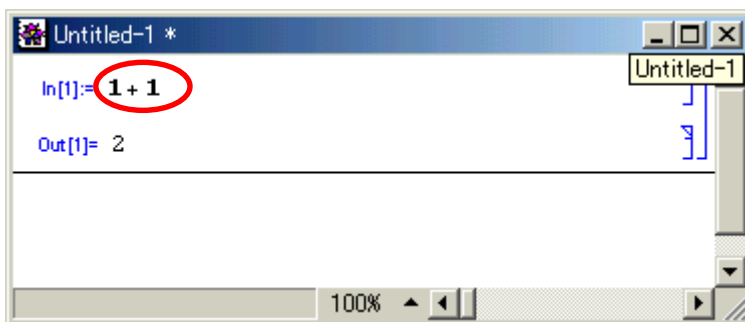 Untitled-1 *
Untitled-1
In[1]:= 1 + 1
Out[1]= 2
100%